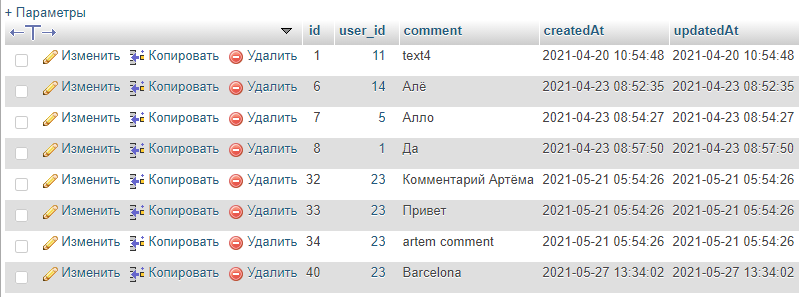 + Параметры
←T→ id user_id comment createdAt updatedAt
Изменить Копировать Удалить 1 11 text4 2021-04-20 10:54:48 2021-04-20 10:54:48
Изменить Копировать Удалить 6 14 Алё 2021-04-23 08:52:35 2021-04-23 08:52:35
Изменить Копировать Удалить 7 5 Алло 2021-04-23 08:54:27 2021-04-23 08:54:27
Изменить Копировать Удалить 8 1 Да 2021-04-23 08:57:50 2021-04-23 08:57:50
Изменить Копировать Удалить 32 23 Комментарий Артёма 2021-05-21 05:54:26 2021-05-21 05:54:26
Изменить Копировать Удалить 33 23 Привет 2021-05-21 05:54:26 2021-05-21 05:54:26
Изменить Копировать Удалить 34 23 artem comment 2021-05-21 05:54:26 2021-05-21 05:54:26
Изменить Копировать Удалить 40 23 Barcelona 2021-05-27 13:34:02 2021-05-27 13:34:02